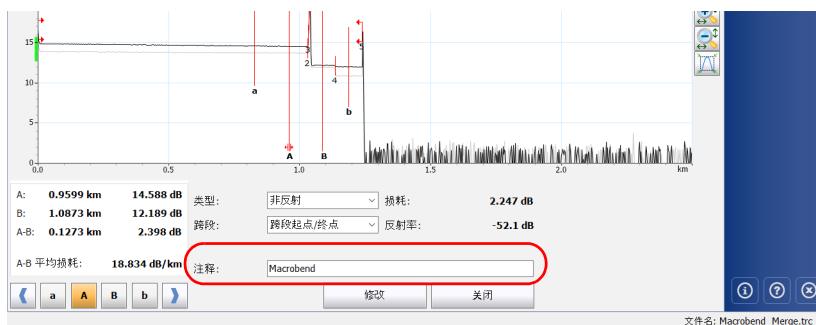 15
3
5
2
10
4
a
b
5
A B
0
0.0 0.5 1.0 1.5 2.0 km
A: 0.9599 km 14.588 dB
B: 1.0873 km 12.189 dB
A-B: 0.1273 km 2.398 dB
A-B 平均损耗: 18.834 dB/km
类型: 非反射 损耗: 2.247 dB
跨段: 跨段起点/终点 反射率: -52.1 dB
注释: Macrobend
a A B b 修改 关闭
文件名: Macrobend_Merge.trc